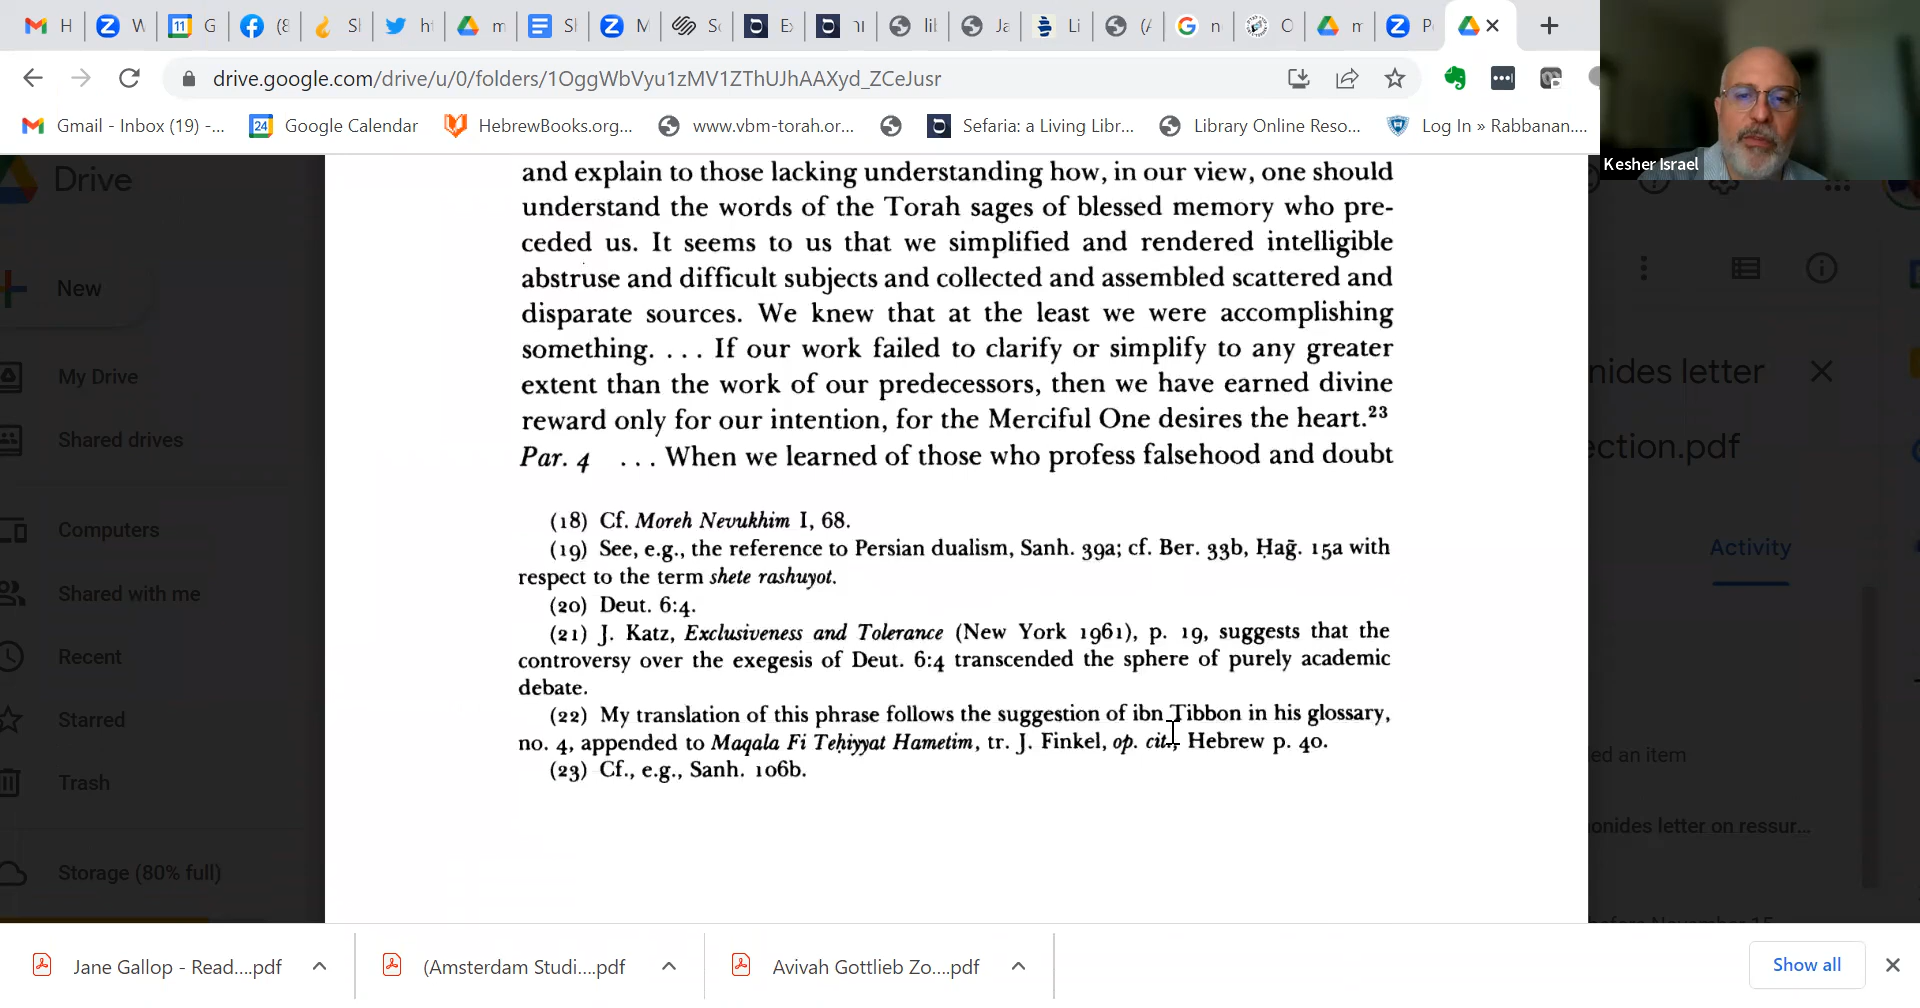 H
W
G
(8
Sl
ht
m
Sl
M
Sc
E
lil
Ja
Li
(/
n
O
m
P
drive.google.com/drive/u/0/folders/1OggWbVyu1zMV1ZThUJhAAXyd_ZCeJusr
Gmail - Inbox (19) -...
Google Calendar
HebrewBooks.org...
www.vbm-torah.or...
Sefaria: a Living Libr...
Library Online Reso...
Log In » Rabbanan....
Kesher Israel
Drive
New
My Drive
Shared drives
Computers
Shared with me
Recent
Starred
Trash
Storage (80% full)
and explain to those lacking understanding how, in our view, one should
understand the words of the Torah sages of blessed memory who pre-
ceded us. It seems to us that we simplified and rendered intelligible
abstruse and difficult subjects and collected and assembled scattered and
disparate sources. We knew that at the least we were accomplishing
something. . . . If our work failed to clarify or simplify to any greater
extent than the work of our predecessors, then we have earned divine
reward only for our intention, for the Merciful One desires the heart.²³
Par. 4 . . . When we learned of those who profess falsehood and doubt
(18) Cf. Moreh Nevukhim I, 68.
(19) See, e.g., the reference to Persian dualism, Sanh. 39a; cf. Ber. 33b, Ḥaḡ. 15a with
respect to the term shete rashuyot.
(20) Deut. 6:4.
(21) J. Katz, Exclusiveness and Tolerance (New York 1961), p. 19, suggests that the
controversy over the exegesis of Deut. 6:4 transcended the sphere of purely academic
debate.
(22) My translation of this phrase follows the suggestion of ibn Tibbon in his glossary,
no. 4, appended to Maqala Fi Teḥiyyat Hametim, tr. J. Finkel, op. cit., Hebrew p. 40.
(23) Cf., e.g., Sanh. 106b.
nides letter
ection.pdf
Activity
ed an item
onides letter on ressur...
Jane Gallop - Read....pdf
(Amsterdam Studi....pdf
Avivah Gottlieb Zo....pdf
Show all